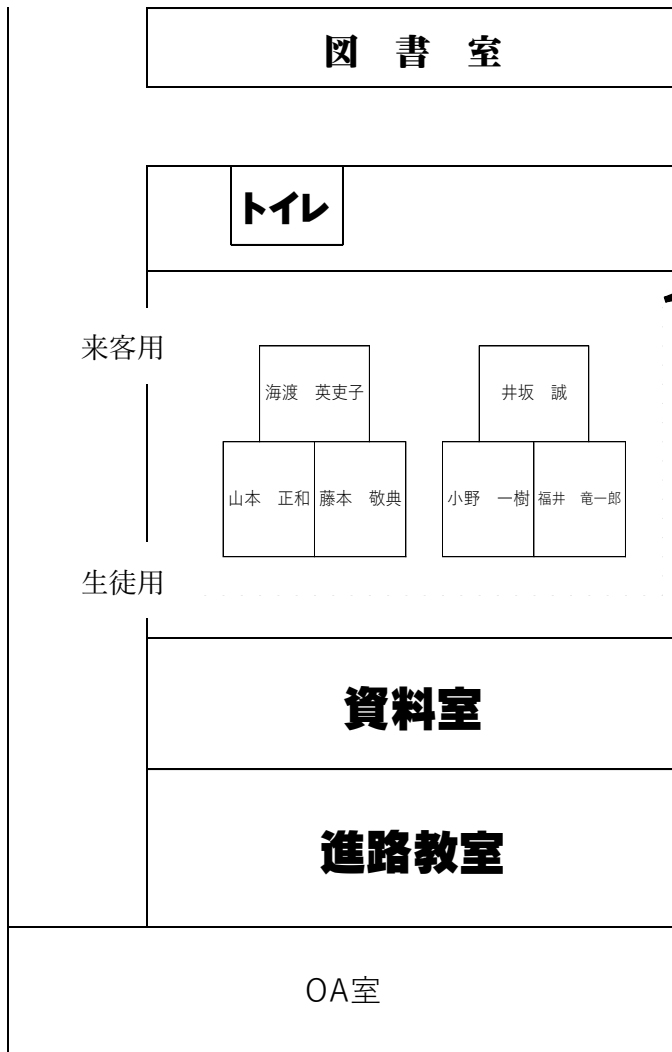 図 書 室
トイレ
来客用
海渡 英吏子
井坂 誠
山本 正和
藤本 敬典
小野 一樹
福井 竜一郎
生徒用
資料室
進路教室
OA室